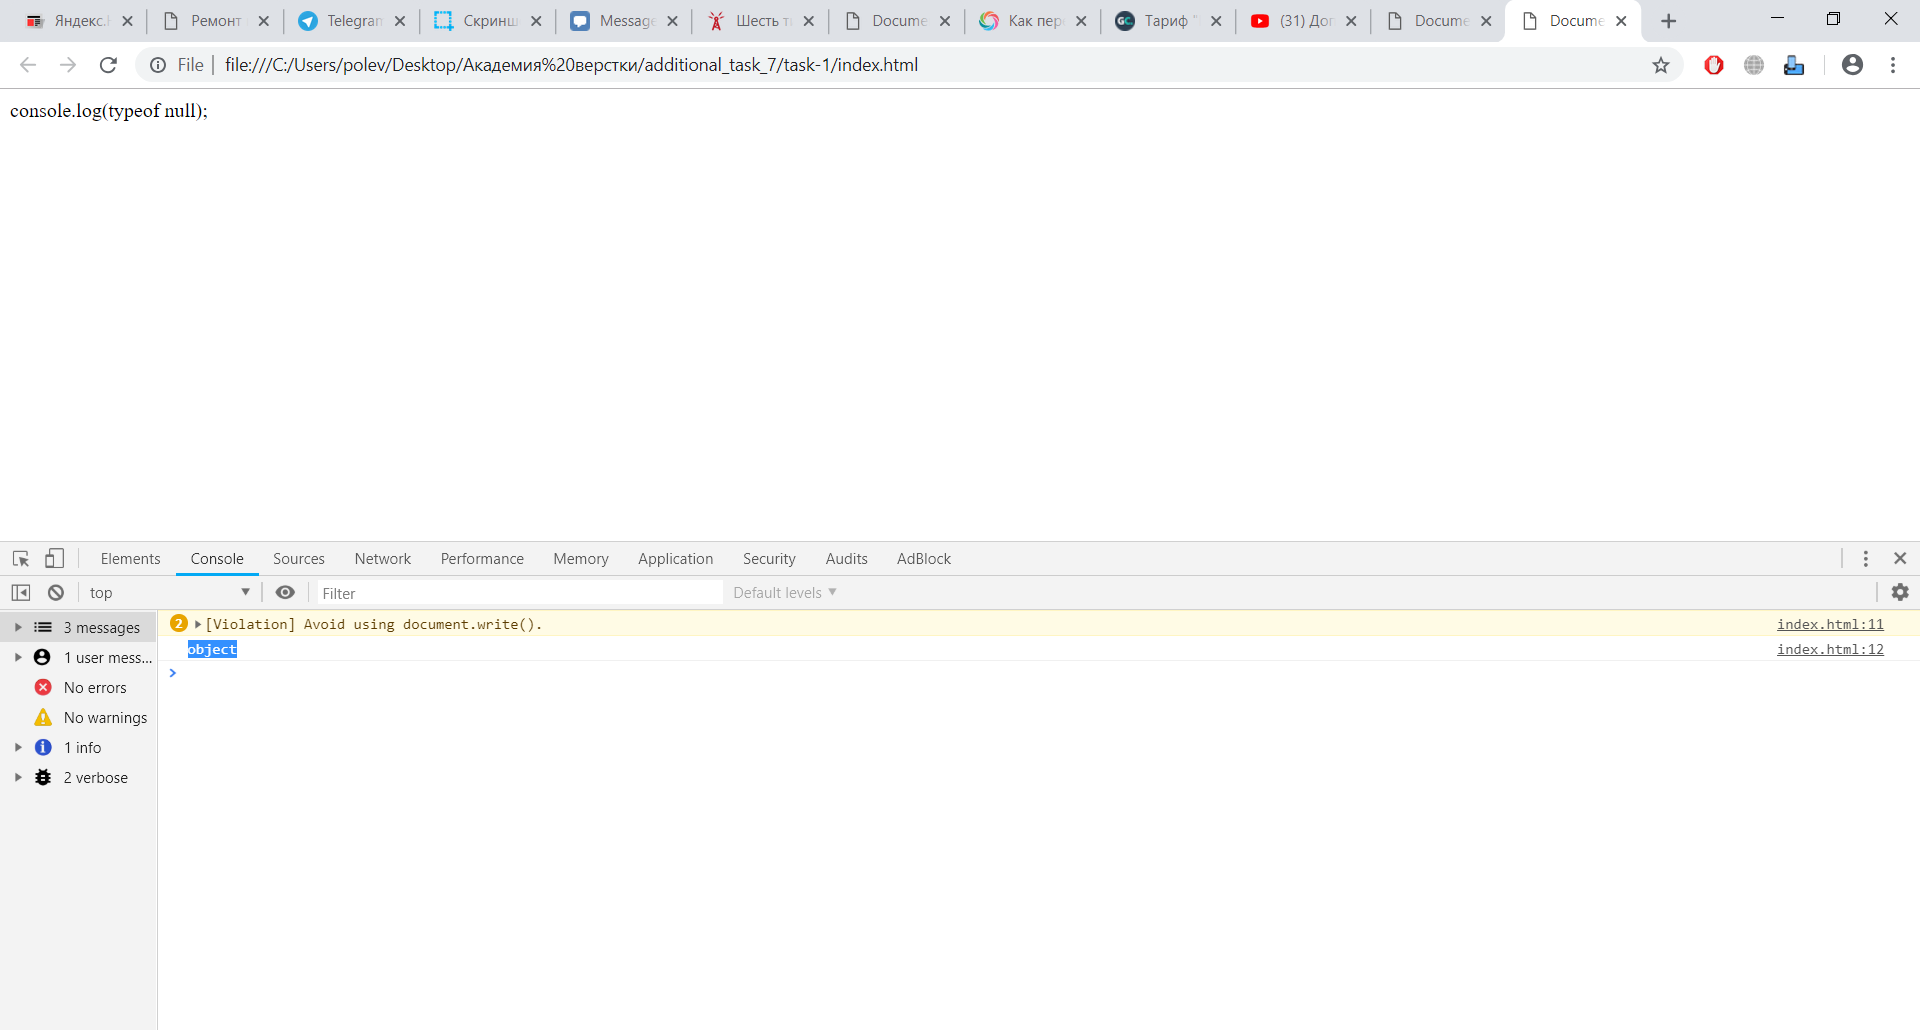 Яндекс. Ремонт Telegram Скринш Message Шесть т Docume Как пер Тариф " (31) Доп Docume Docume
File file:///C:/Users/polev/Desktop/Академия%20верстки/additional_task_7/task-1/index.html
console.log(typeof null);
Elements Console Sources Network Performance Memory Application Security Audits AdBlock
top Filter Default levels
3 messages
2 [Violation] Avoid using document.write(). index.html:11
object index.html:12
1 user mess...
No errors
No warnings
1 info
2 verbose